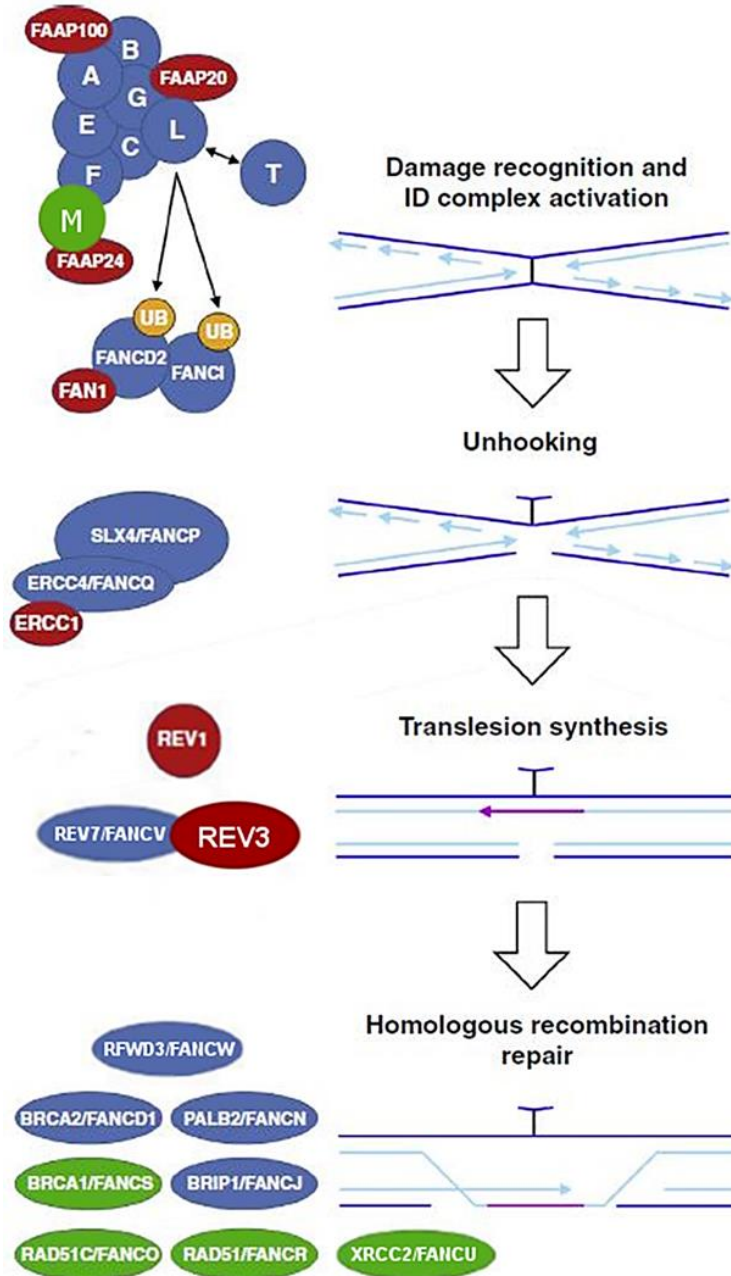 FAAP100
B
A
FAAP20
G
E
L
C
T
F
M
FAAP24
Damage recognition and
ID complex activation
UB
UB
FANCD2
FANCI
FAN1
Unhooking
SLX4/FANCP
ERCC4/FANCQ
ERCC1
Translesion synthesis
REV1
REV7/FANCV
REV3
Homologous recombination
repair
RFWD3/FANCW
BRCA2/FANCD1
PALB2/FANCN
BRCA1/FANCS
BRIP1/FANCJ
RAD51C/FANCO
RAD51/FANCR
XRCC2/FANCU